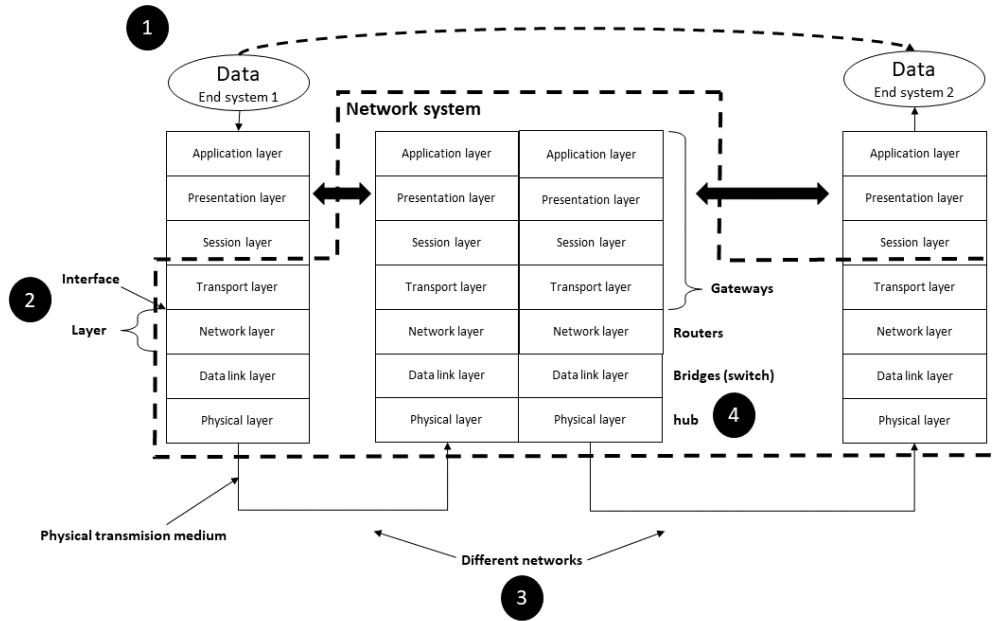 1
Data
End system 1
Data
End system 2
Network system
Application layer
Presentation layer
Session layer
Transport layer
Network layer
Data link layer
Physical layer
Application layer
Presentation layer
Session layer
Transport layer
Network layer
Data link layer
Physical layer
Application layer
Presentation layer
Session layer
Transport layer
Network layer
Data link layer
Physical layer
Application layer
Presentation layer
Session layer
Transport layer
Network layer
Data link layer
Physical layer
2
Interface
Layer
Gateways
Routers
Bridges (switch)
hub
4
Physical transmision medium
Different networks
3